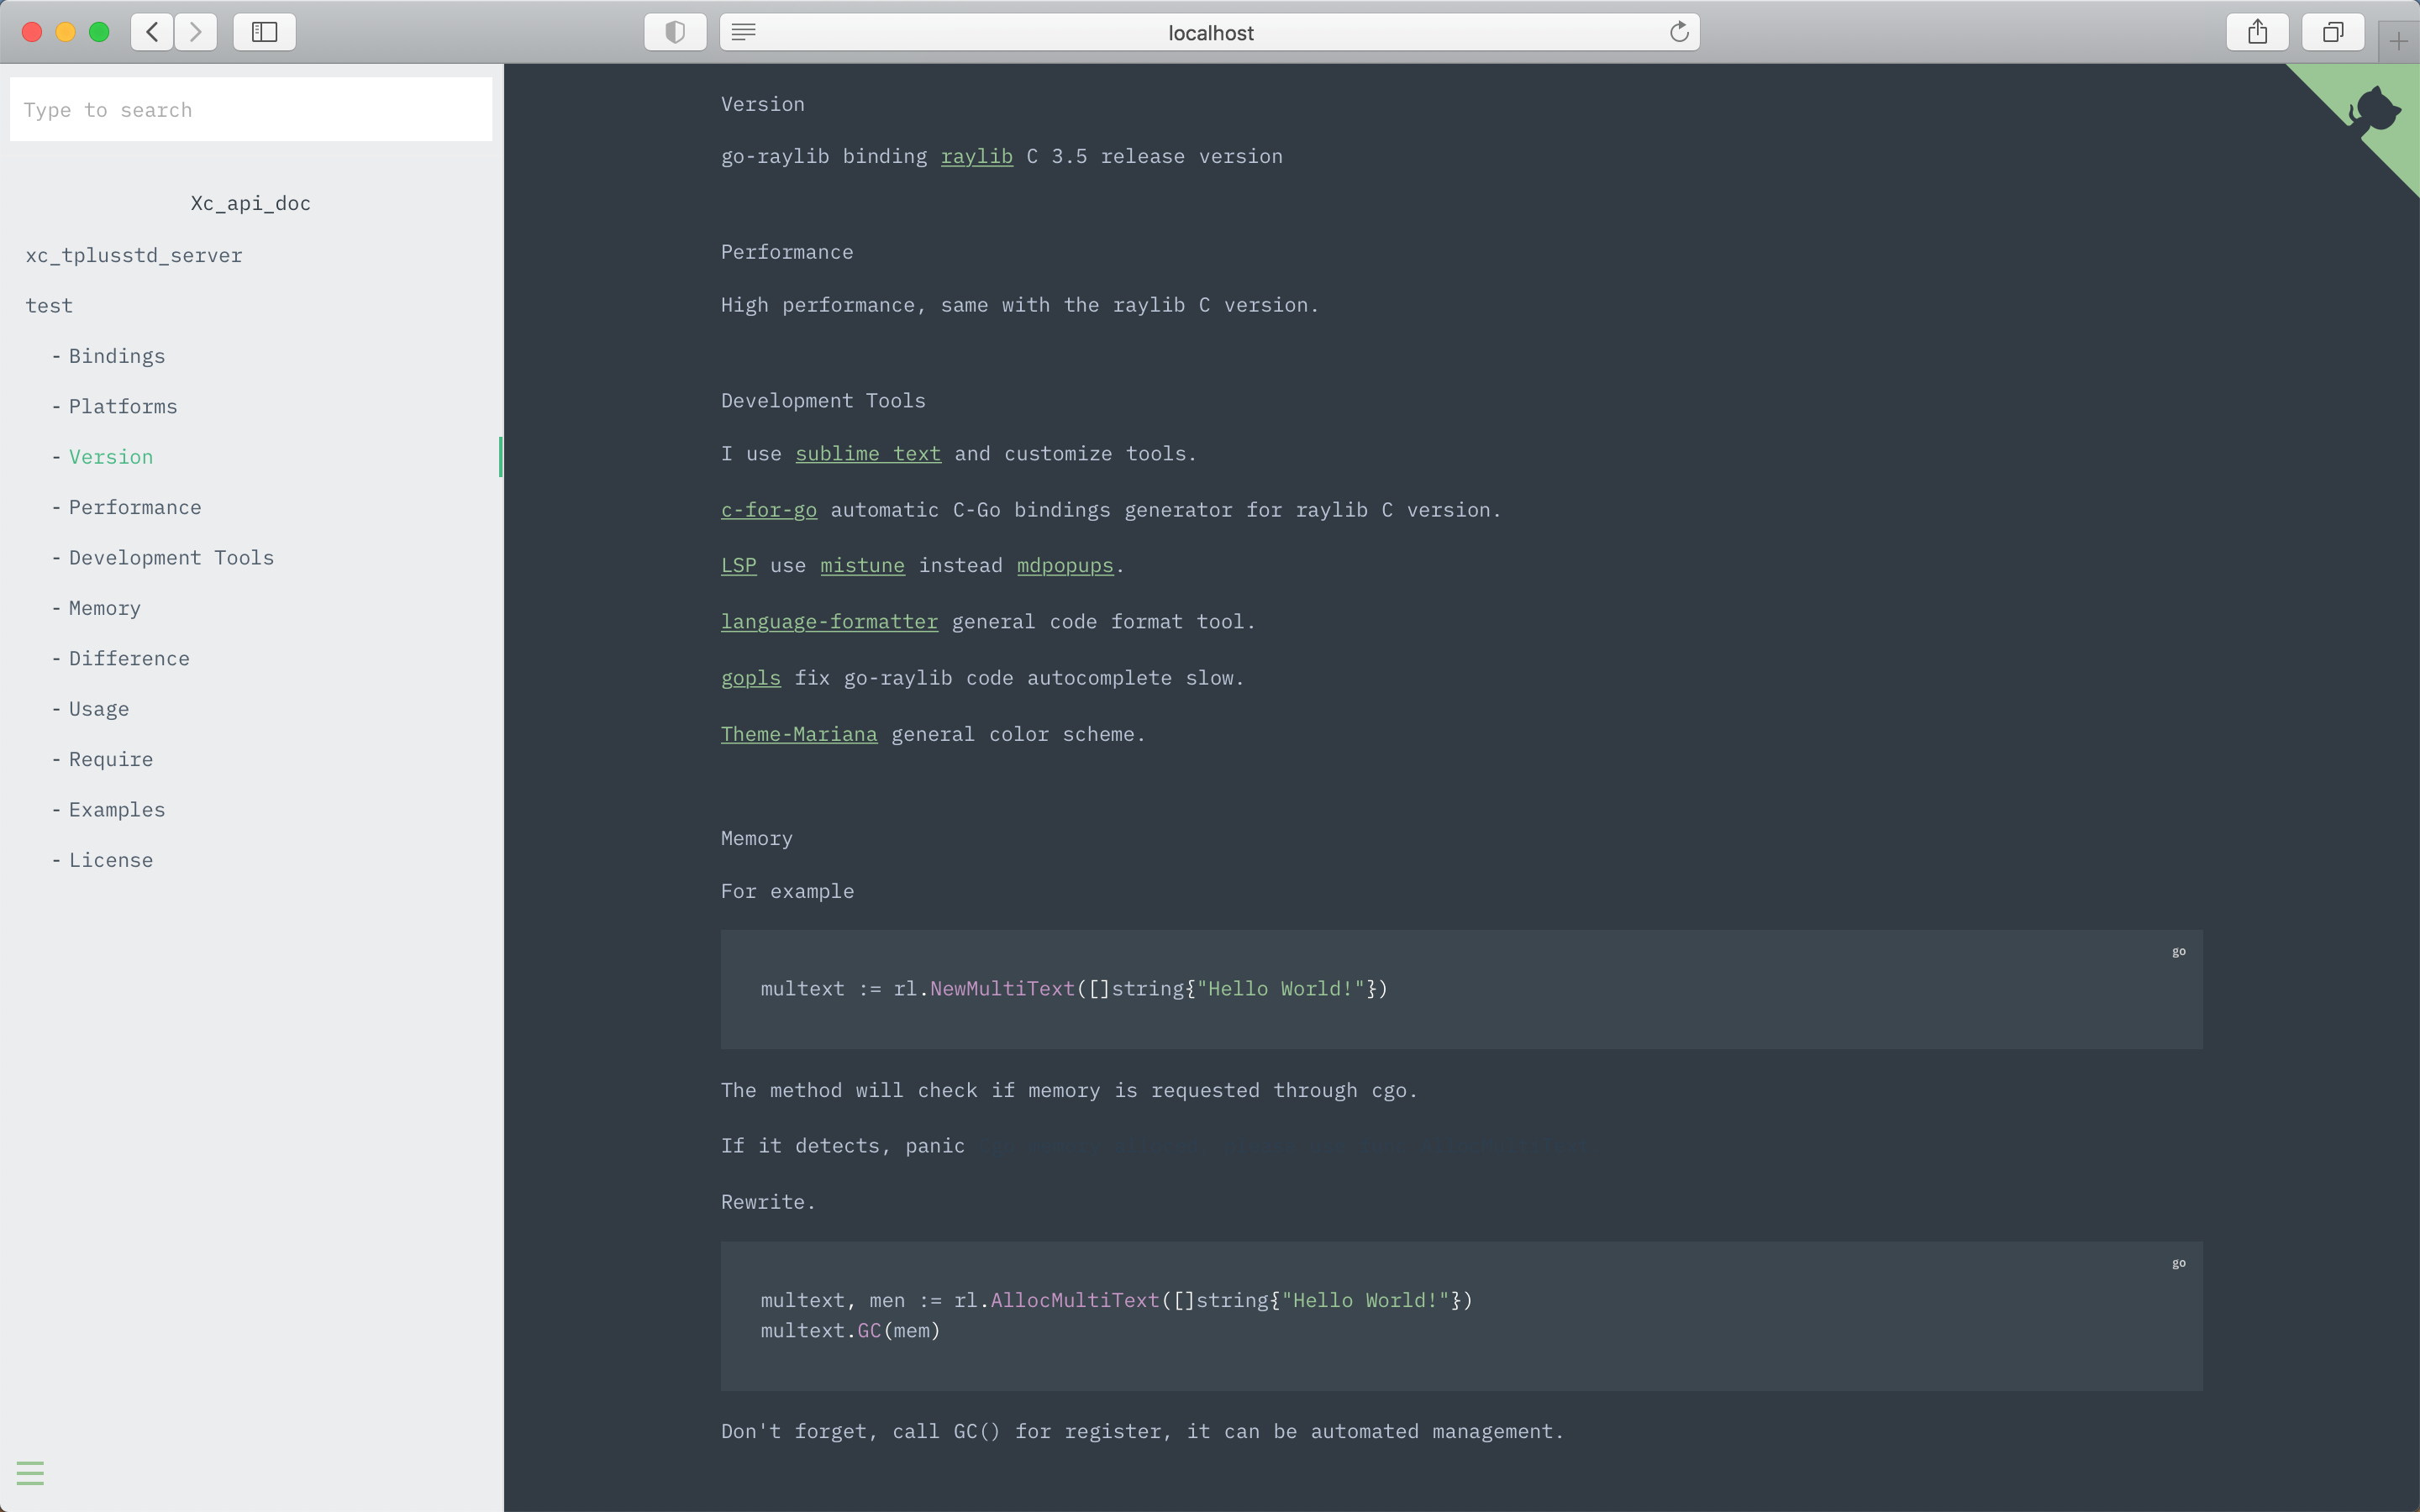 localhost
Type to search
Xc_api_doc
xc_tplusstd_server
test
- Bindings
- Platforms
- Version
- Performance
- Development Tools
- Memory
- Difference
- Usage
- Require
- Examples
- License
Version
go-raylib binding raylib C 3.5 release version
Performance
High performance, same with the raylib C version.
Development Tools
I use sublime text and customize tools.
c-for-go automatic C-Go bindings generator for raylib C version.
LSP use mistune instead mdpopups.
language-formatter general code format tool.
gopls fix go-raylib code autocomplete slow.
Theme-Mariana general color scheme.
Memory
For example
go
multext := rl.NewMultiText([]string{"Hello World!"})
The method will check if memory is requested through cgo.
If it detects, panic
Rewrite.
go
multext, men := rl.AllocMultiText([]string{"Hello World!"})
multext.GC(mem)
Don't forget, call GC() for register, it can be automated management.